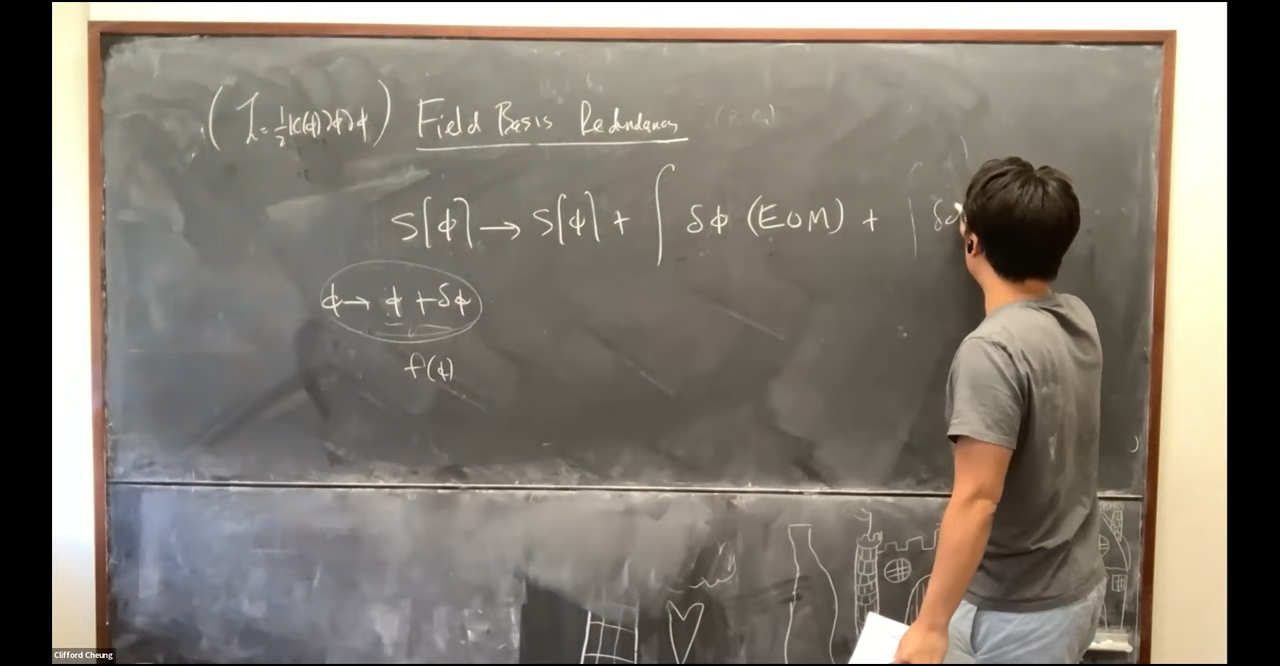 (L = 1/2 K(ϕ) ∂ϕ∂ϕ) Field Basis Redundancy
S[ϕ] → S[ϕ] + ∫ δϕ (EOM) + ∫
ϕ → ϕ + δϕ
f(ϕ)
Clifford Cheung